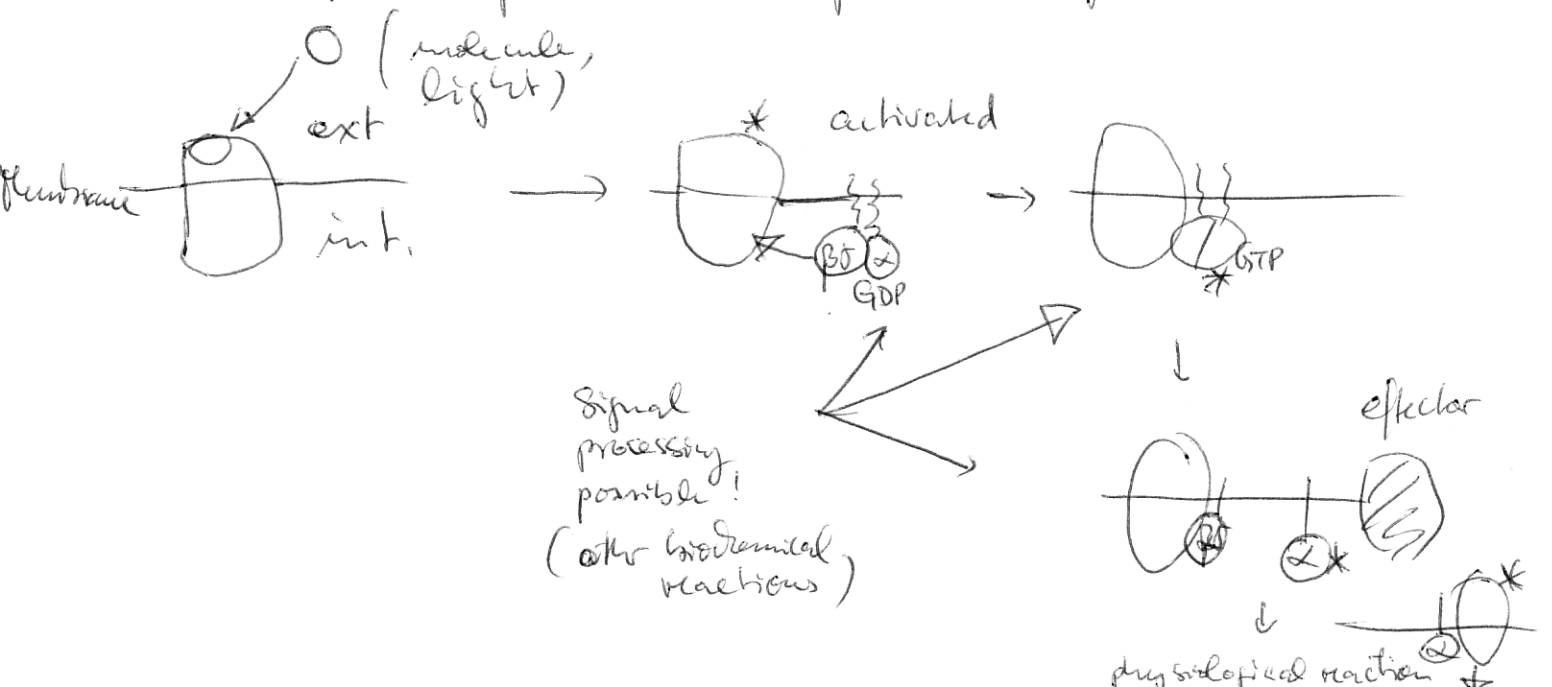 (molecule,
light)
ext
Membrane
int.
* activated
βγ α
GDP
GTP
*
Signal
processing
possible!
(other biochemical
reactions)
effector
βγ α *
*
α
physiological reaction